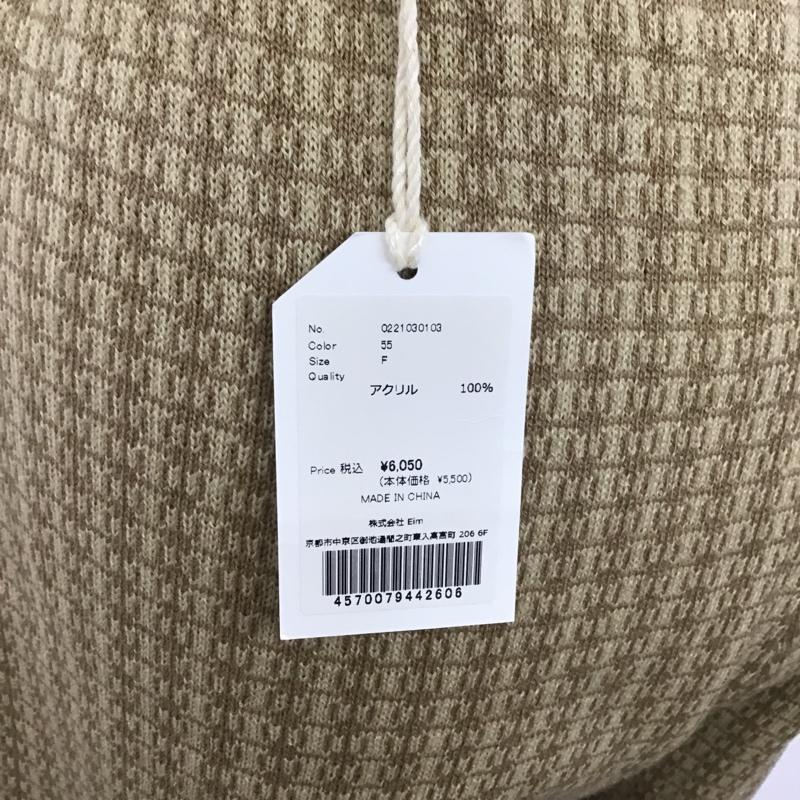 No. 0221030103
Color 55
Size F
Quality
アクリル 100%
Price 税込 ¥6,050
(本体価格 ¥5,500)
MADE IN CHINA
株式会社 Eim
京都市中京区御池通間之町東入高宮町 206 6F
4570079442606